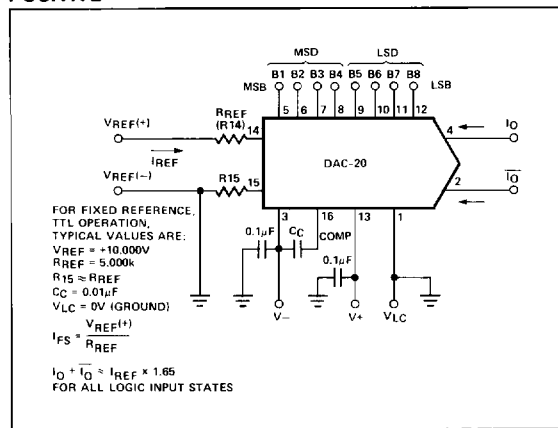 MSD LSD
B1 B2 B3 B4 B5 B6 B7 B8
MSB LSB
5 6 7 8 9 10 11 12
VREF(+) RREF (R14) 14
IREF
4 IO
DAC-20
VREF(−) R15 15
2 IO
3 16 13 1
0.1µF CC COMP
0.1µF
V− V+ VLC
FOR FIXED REFERENCE,
TTL OPERATION,
TYPICAL VALUES ARE:
VREF = +10.000V
RREF = 5.000k
R15 ≈ RREF
CC = 0.01µF
VLC = 0V (GROUND)
IFS = VREF(+) / RREF
IO + IO ≈ IREF × 1.65
FOR ALL LOGIC INPUT STATES